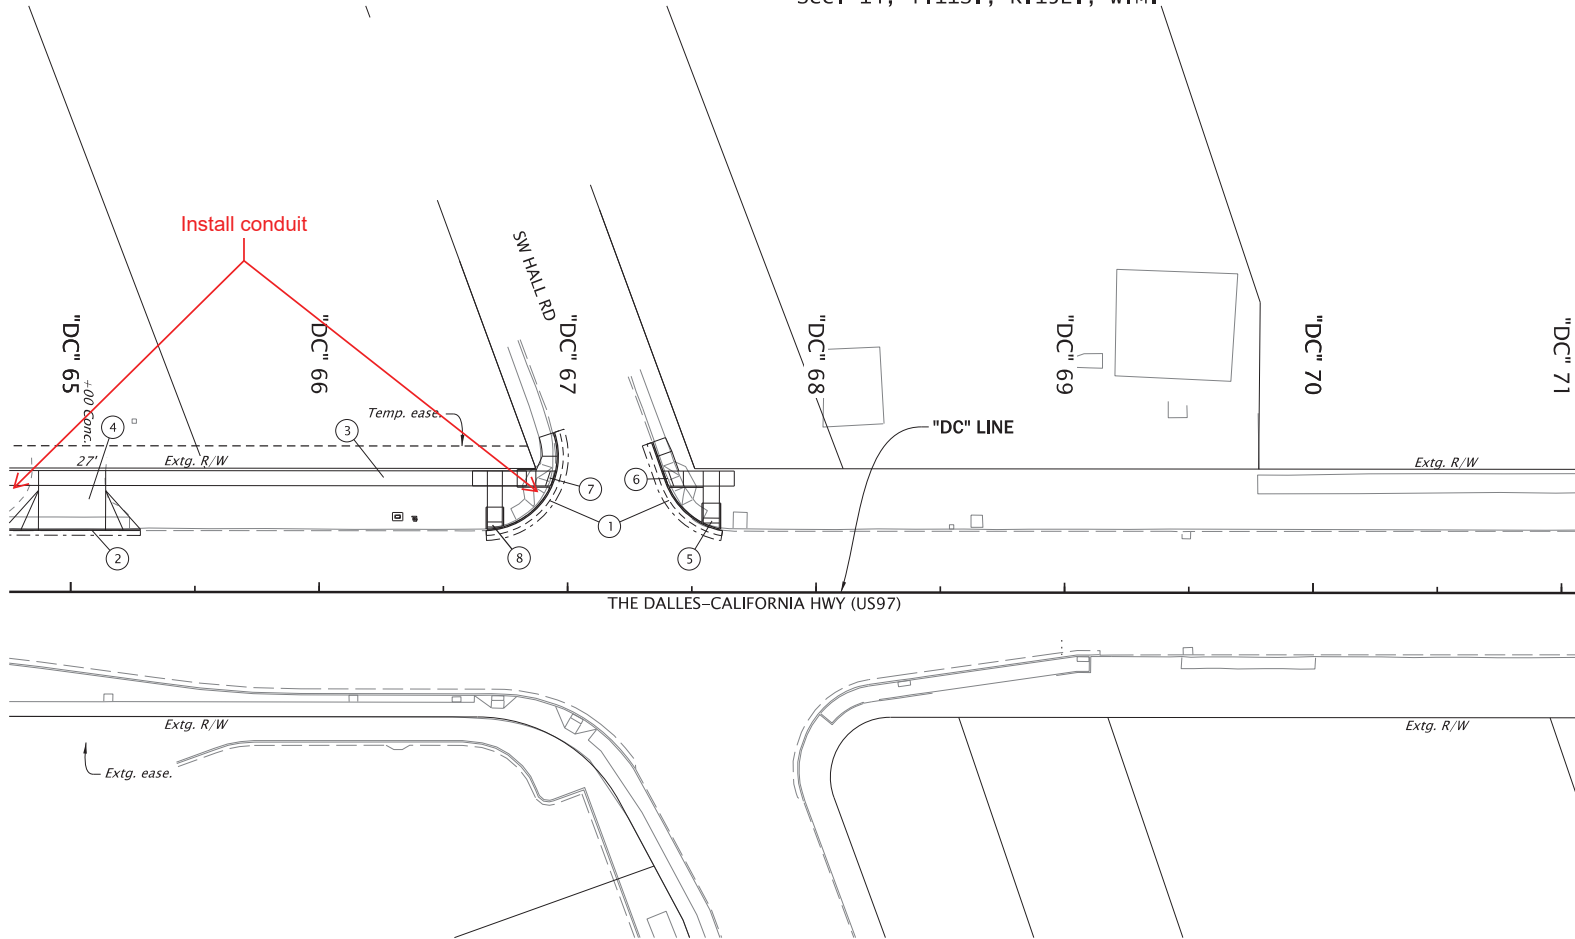 Install conduit
SW HALL RD
"DC" 65
"DC" 66
"DC" 67
"DC" 68
"DC" 69
"DC" 70
"DC" 71
+00 Conc.
27'
4
3
Temp. ease.
Extg. R/W
"DC" LINE
Extg. R/W
7
6
1
2
8
5
THE DALLES–CALIFORNIA HWY (US97)
Extg. R/W
Extg. R/W
Extg. ease.